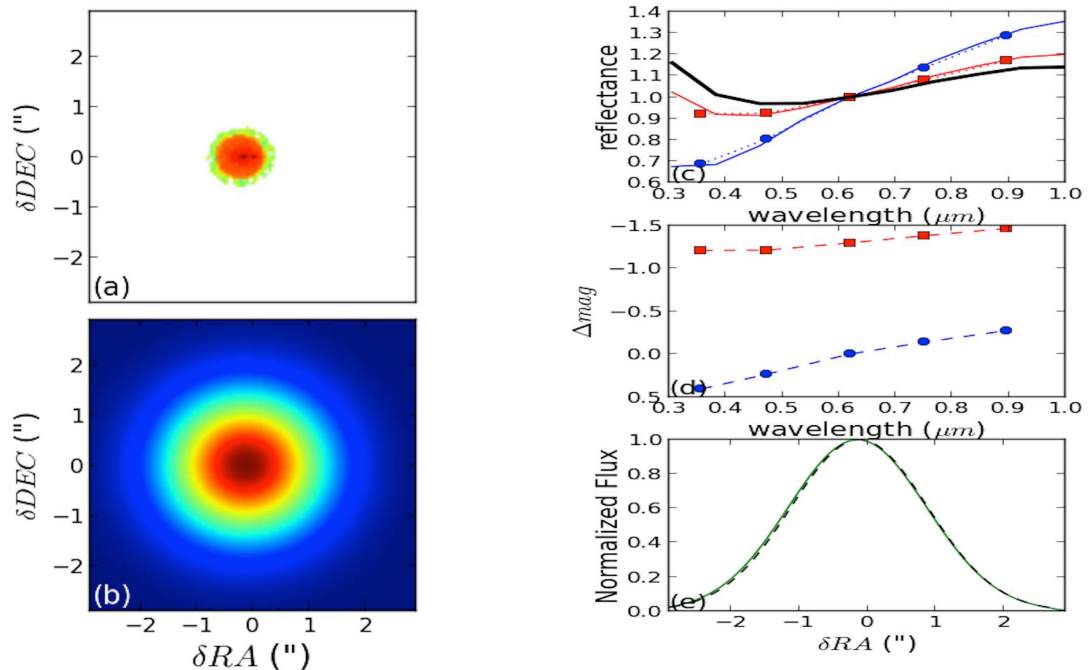 2
1
0
−1
−2
δDEC (")
(a)
2
1
0
−1
−2
δDEC (")
(b)
−2 −1 0 1 2
δRA (")
1.4
1.3
1.2
1.1
1.0
0.9
0.8
0.7
0.6
reflectance
(c)
0.3 0.4 0.5 0.6 0.7 0.8 0.9 1.0
wavelength (μm)
−1.5
−1.0
−0.5
0.0
0.5
Δmag
(d)
0.3 0.4 0.5 0.6 0.7 0.8 0.9 1.0
wavelength (μm)
1.0
0.8
0.6
0.4
0.2
0.0
Normalized Flux
(e)
−2 −1 0 1 2
δRA (")